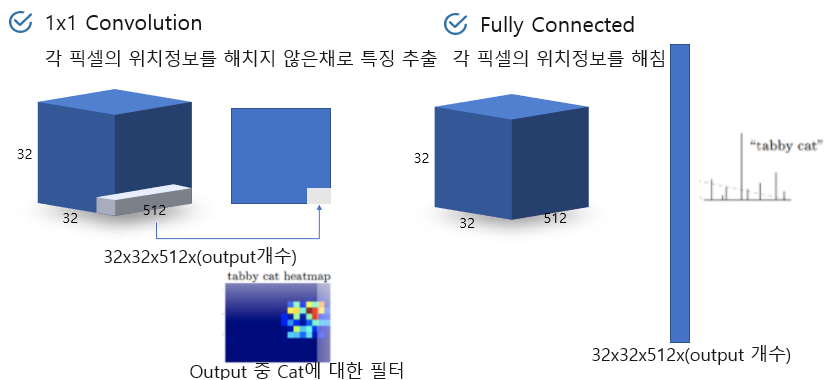 1x1 Convolution
각 픽셀의 위치정보를 해치지 않은채로 특징 추출
32
32
512
32x32x512x(output개수)
tabby cat heatmap
Output 중 Cat에 대한 필터
Fully Connected
각 픽셀의 위치정보를 해침
32
32
512
"tabby cat"
32x32x512x(output 개수)